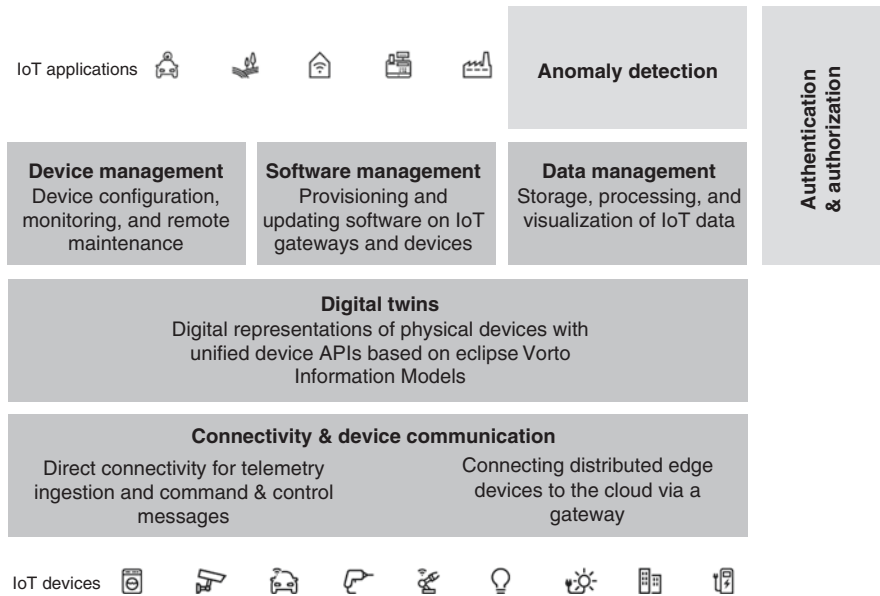 IoT applications
Anomaly detection
Authentication
& authorization
Device management
Device configuration,
monitoring, and remote
maintenance
Software management
Provisioning and
updating software on IoT
gateways and devices
Data management
Storage, processing, and
visualization of IoT data
Digital twins
Digital representations of physical devices with
unified device APIs based on eclipse Vorto
Information Models
Connectivity & device communication
Direct connectivity for telemetry
ingestion and command & control
messages
Connecting distributed edge
devices to the cloud via a
gateway
IoT devices